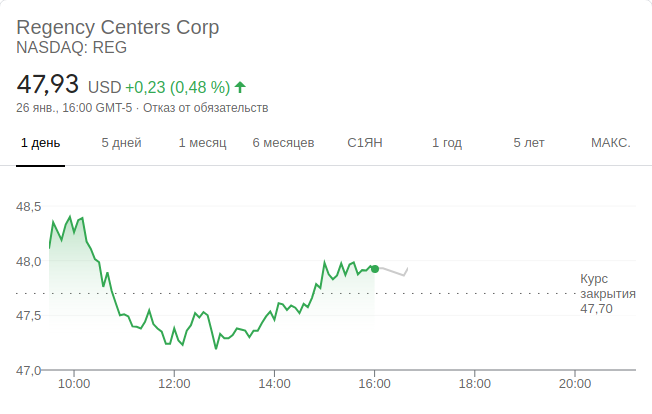 Regency Centers Corp
NASDAQ: REG
47,93 USD +0,23 (0,48 %)
26 янв., 16:00 GMT-5 · Отказ от обязательств
1 день 5 дней 1 месяц 6 месяцев С1ЯН 1 год 5 лет МАКС.
48,5
48,0
Курс
закрытия
47,70
47,5
47,0
10:00 12:00 14:00 16:00 18:00 20:00